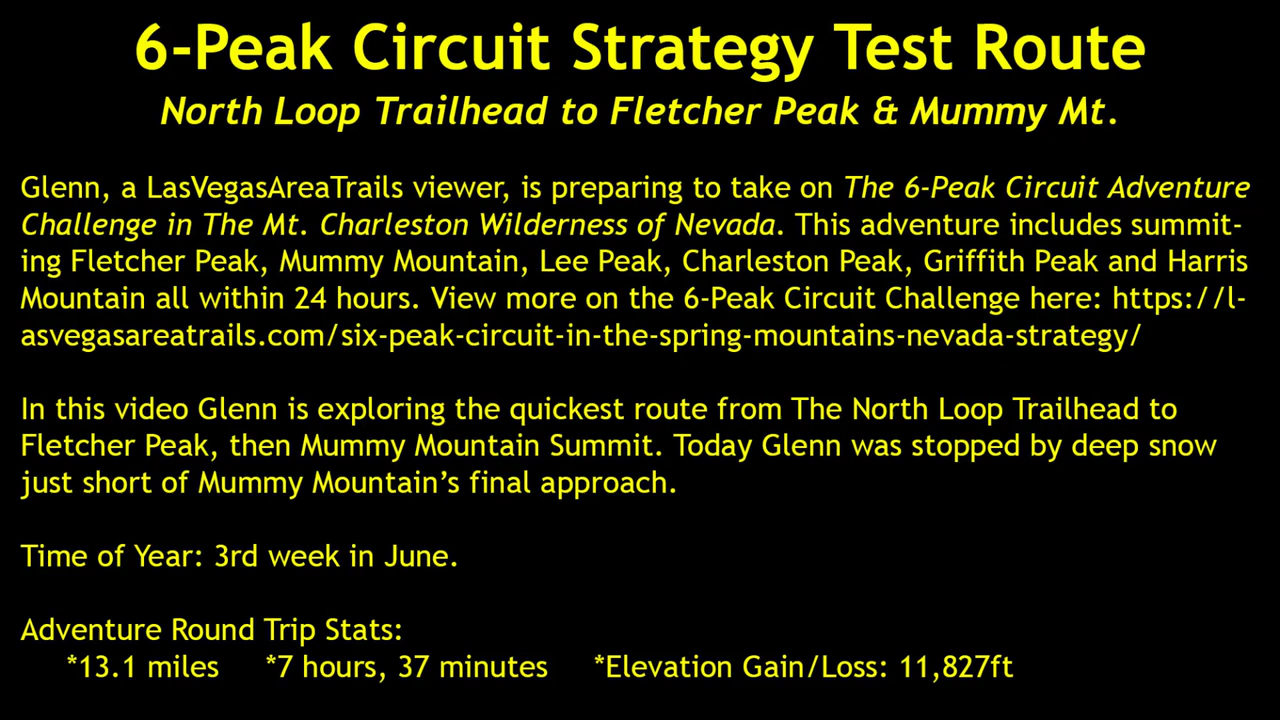 6-Peak Circuit Strategy Test Route
North Loop Trailhead to Fletcher Peak & Mummy Mt.
Glenn, a LasVegasAreaTrails viewer, is preparing to take on The 6-Peak Circuit Adventure
Challenge in The Mt. Charleston Wilderness of Nevada. This adventure includes summit-
ing Fletcher Peak, Mummy Mountain, Lee Peak, Charleston Peak, Griffith Peak and Harris
Mountain all within 24 hours. View more on the 6-Peak Circuit Challenge here: https://l-
asvegasareatrails.com/six-peak-circuit-in-the-spring-mountains-nevada-strategy/
In this video Glenn is exploring the quickest route from The North Loop Trailhead to
Fletcher Peak, then Mummy Mountain Summit. Today Glenn was stopped by deep snow
just short of Mummy Mountain’s final approach.
Time of Year: 3rd week in June.
Adventure Round Trip Stats:
*13.1 miles *7 hours, 37 minutes *Elevation Gain/Loss: 11,827ft